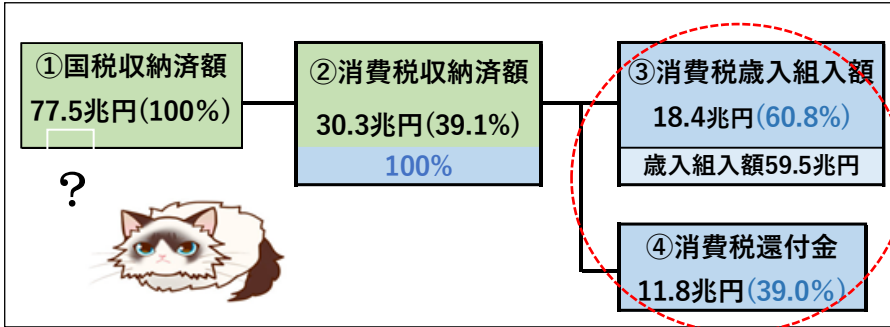 ①国税収納済額
77.5兆円(100%)
?
②消費税収納済額
30.3兆円(39.1%)
100%
③消費税歳入組入額
18.4兆円(60.8%)
歳入組入額59.5兆円
④消費税還付金
11.8兆円(39.0%)